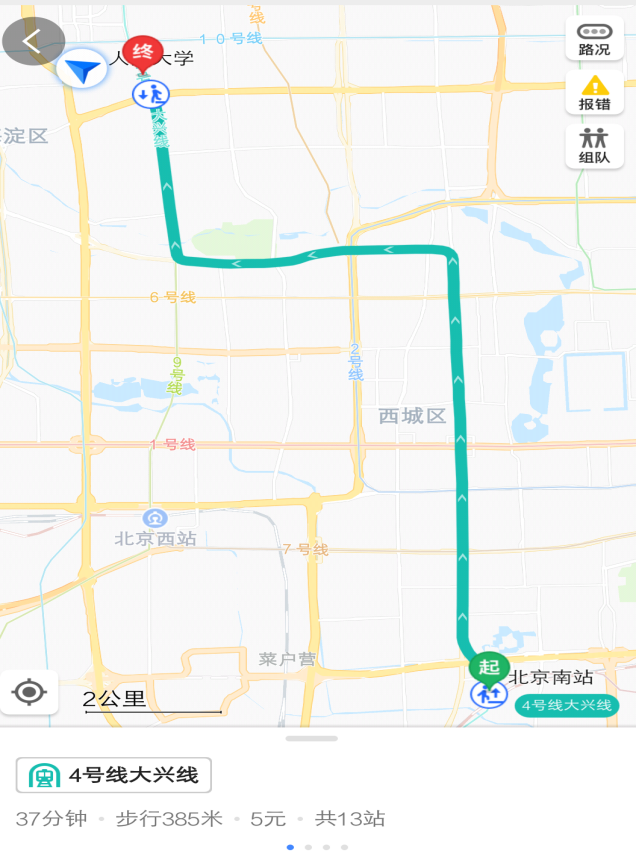 号线
10号线
路况
终
大学
大兴线
报错
淀区
组队
6号线
2号线
9号线
西城区
1号线
北京西站
7号线
菜户营
起
北京南站
2公里
4号线大兴线
4号线大兴线
37分钟 • 步行385米 • 5元 • 共13站